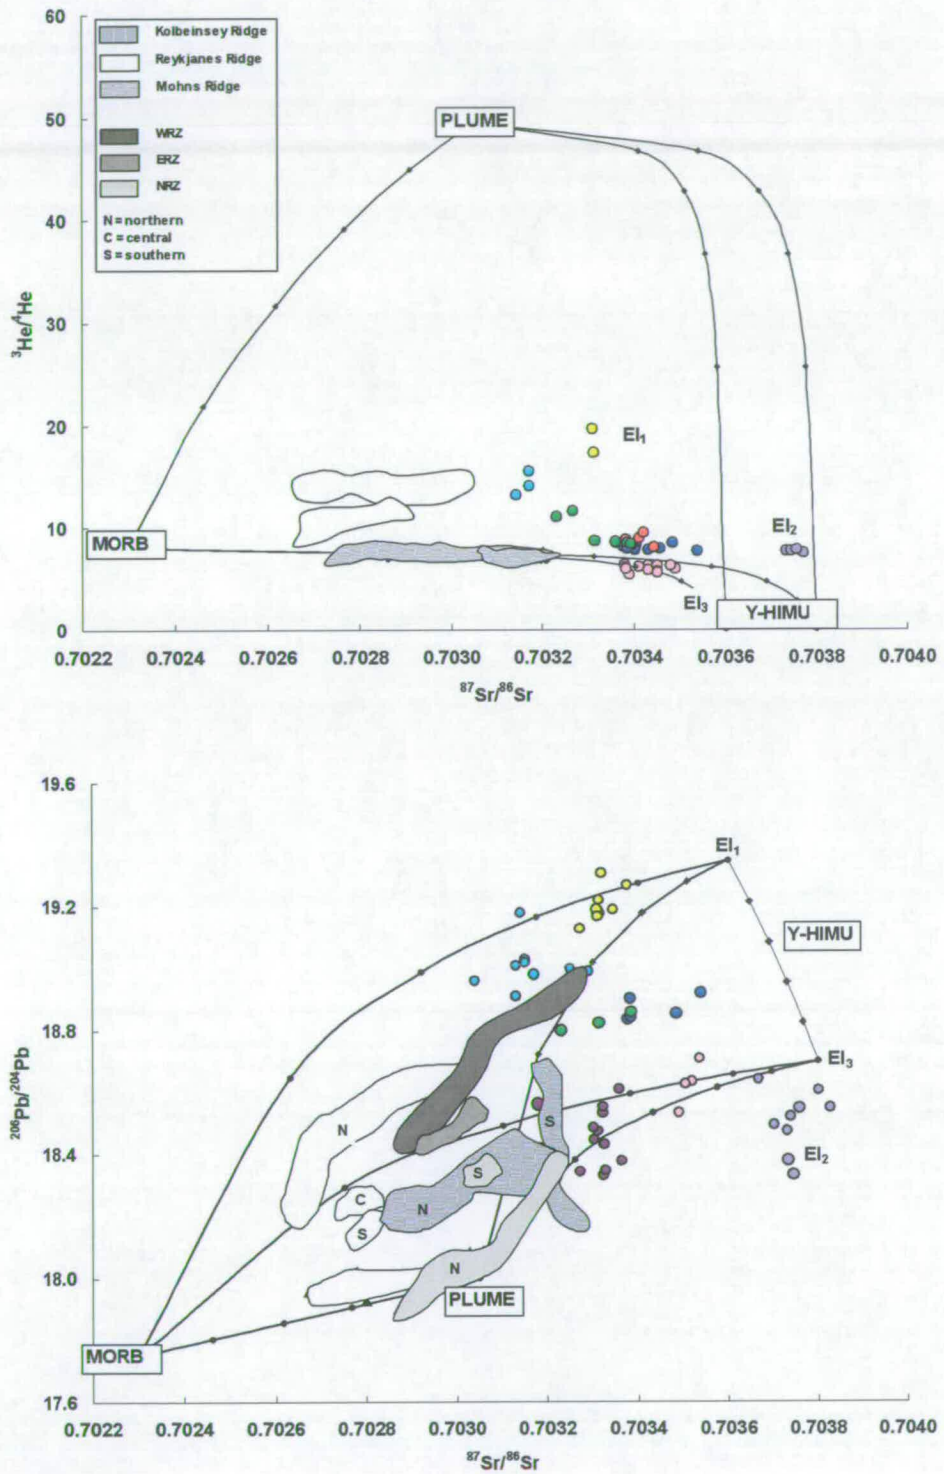 60
50
40
30
20
10
0
³He/⁴He
Kolbeinsey Ridge
Reykjanes Ridge
Mohns Ridge
WRZ
ERZ
NRZ
N = northern
C = central
S = southern
PLUME
MORB
EI₁
EI₂
EI₃
Y-HIMU
0.7022 0.7024 0.7026 0.7028 0.7030 0.7032 0.7034 0.7036 0.7038 0.7040
⁸⁷Sr/⁸⁶Sr
19.6
19.2
18.8
18.4
18.0
17.6
²⁰⁶Pb/²⁰⁴Pb
EI₁
Y-HIMU
EI₃
EI₂
N
S
S
C
N
S
N
PLUME
MORB
0.7022 0.7024 0.7026 0.7028 0.7030 0.7032 0.7034 0.7036 0.7038 0.7040
⁸⁷Sr/⁸⁶Sr